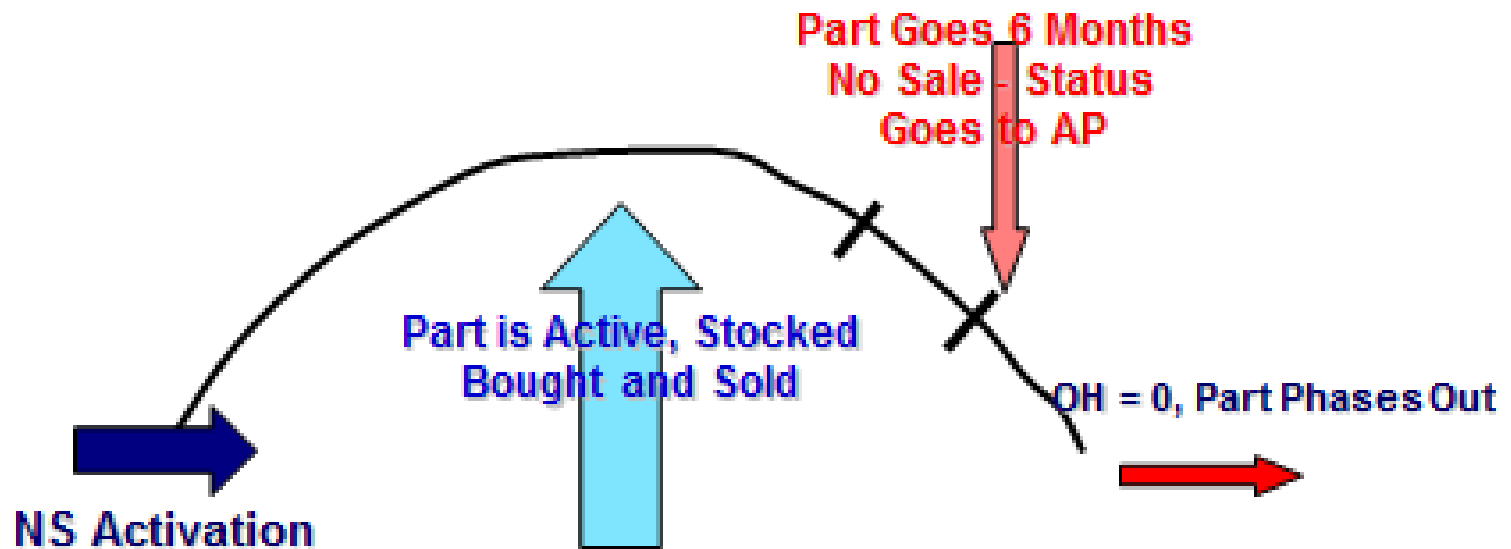 Part Goes 6 Months
No Sale - Status
Goes to AP
Part is Active, Stocked
Bought and Sold
OH = 0, Part Phases Out
NS Activation